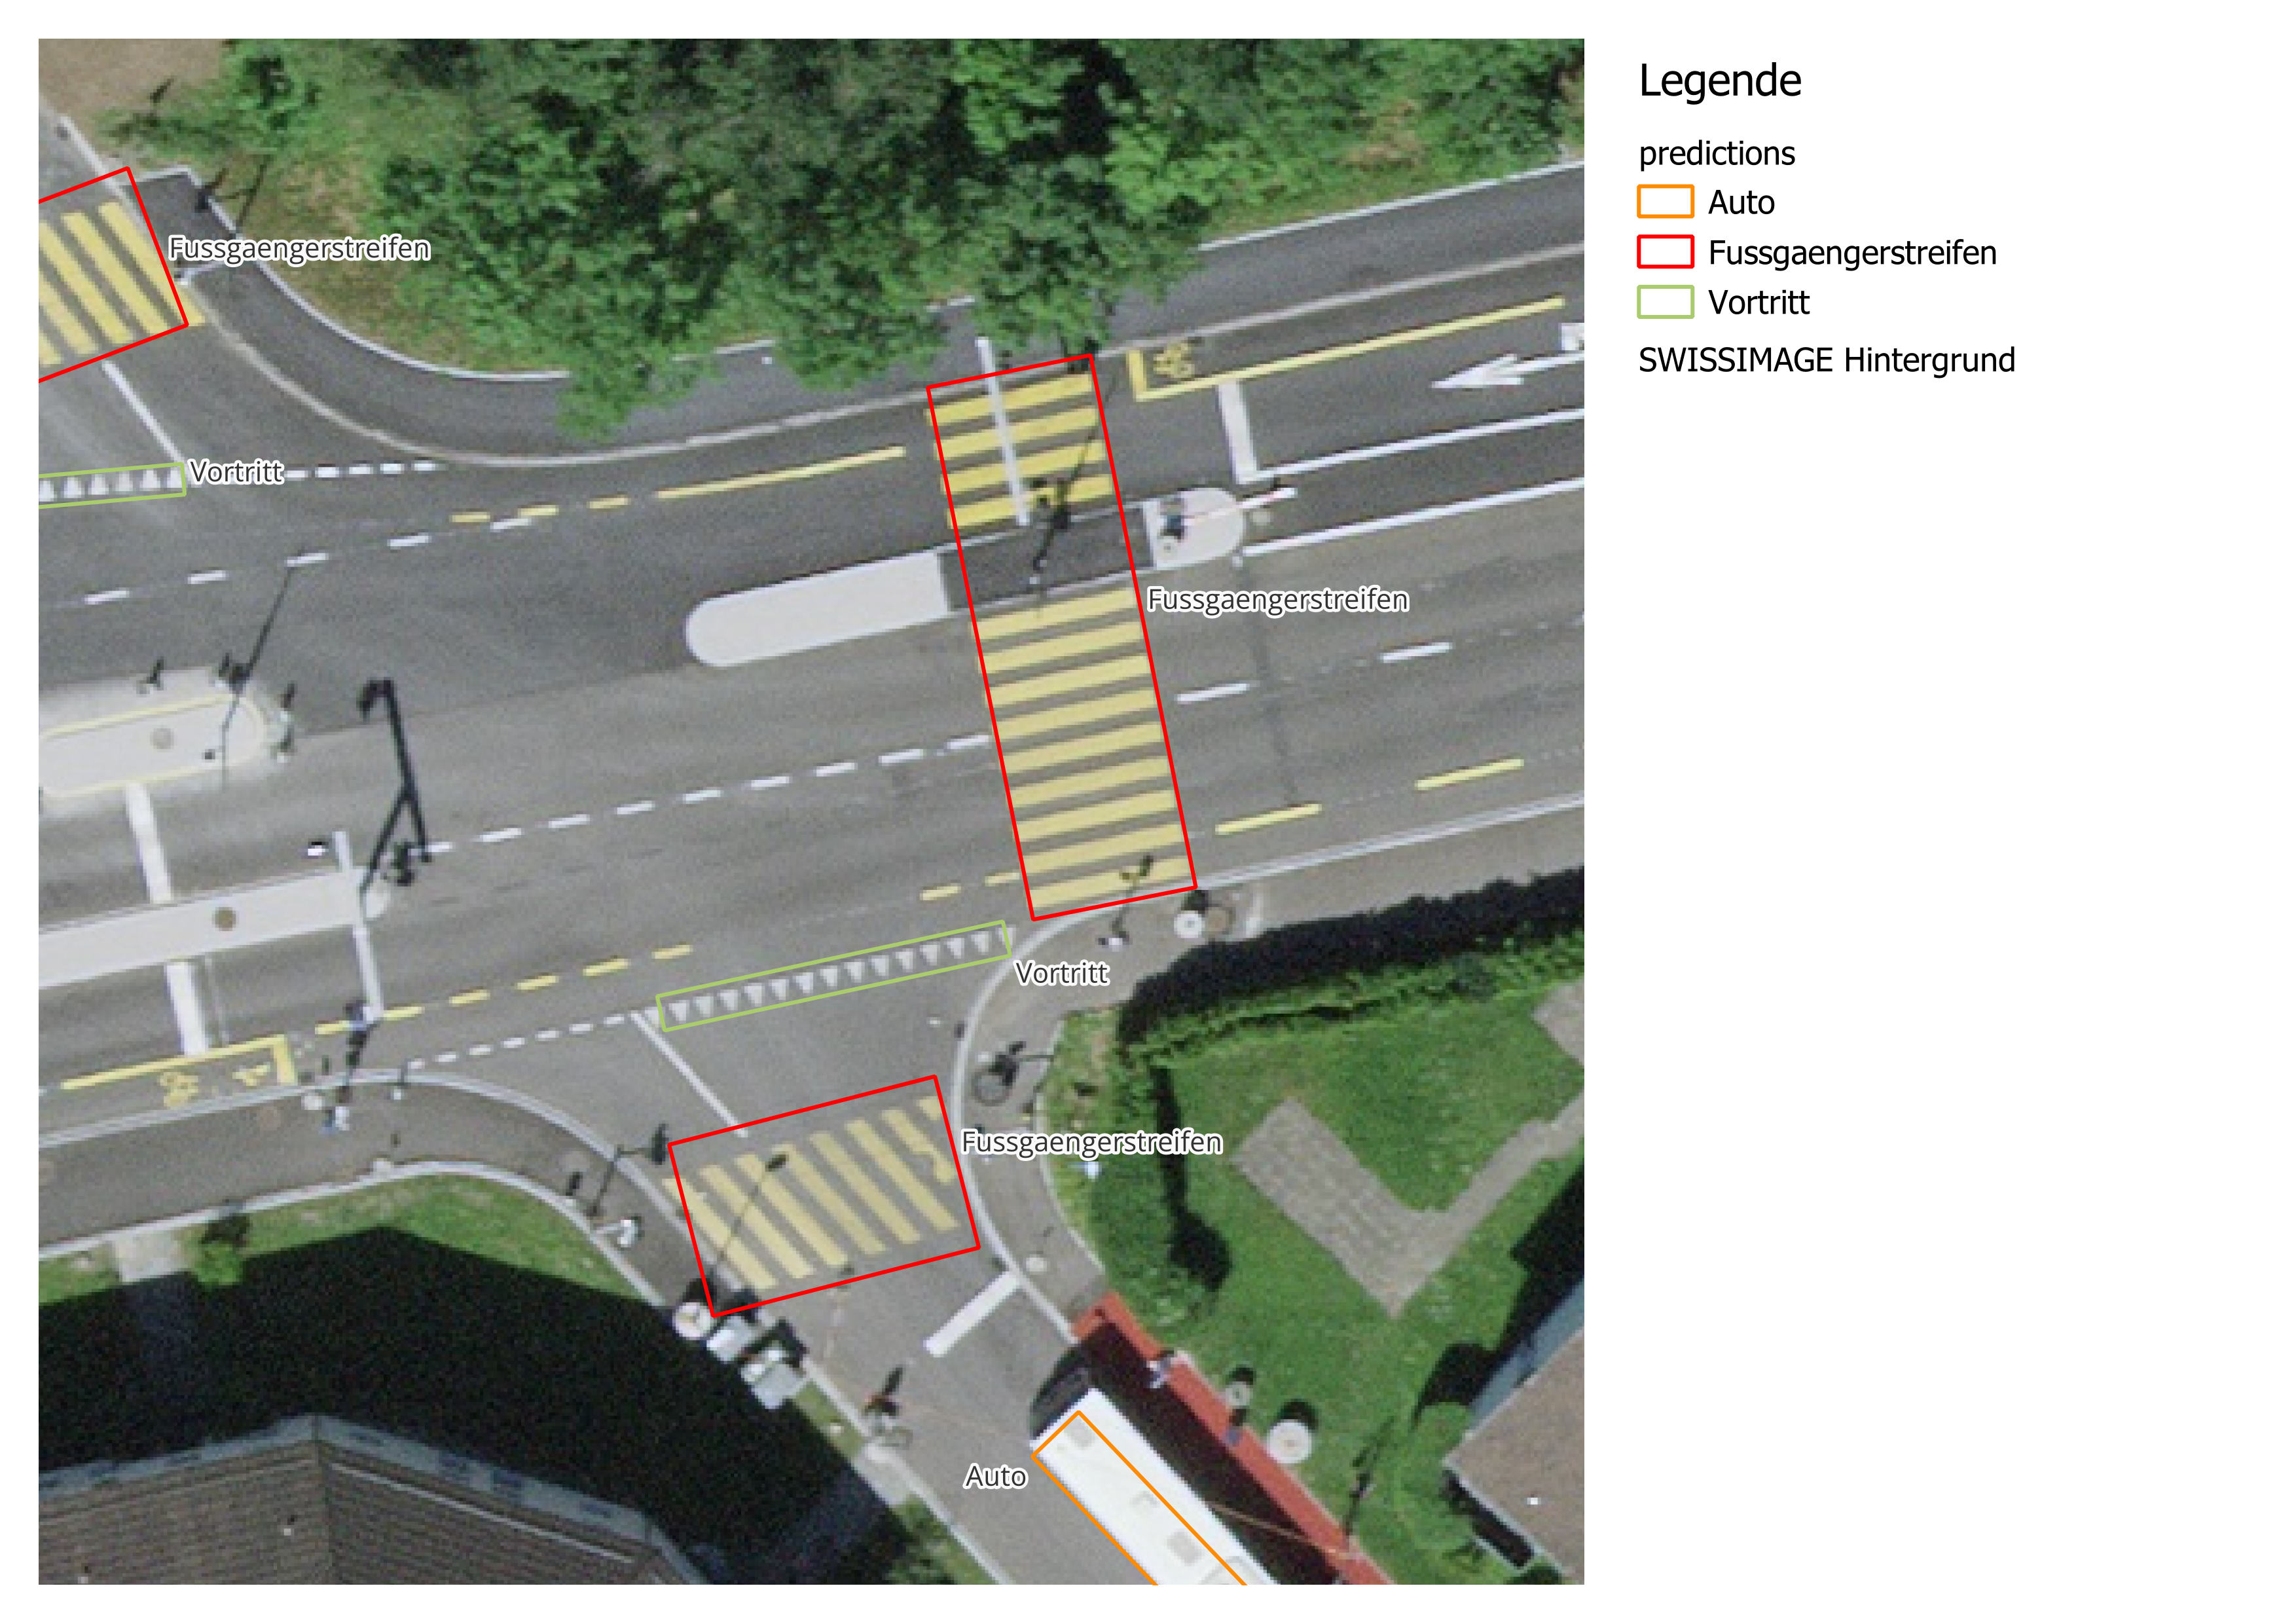 Legende
predictions
Auto
Fussgaengerstreifen
Vortritt
SWISSIMAGE Hintergrund
Fussgaengerstreifen
Vortritt
Fussgaengerstreifen
Vortritt
Fussgaengerstreifen
Auto